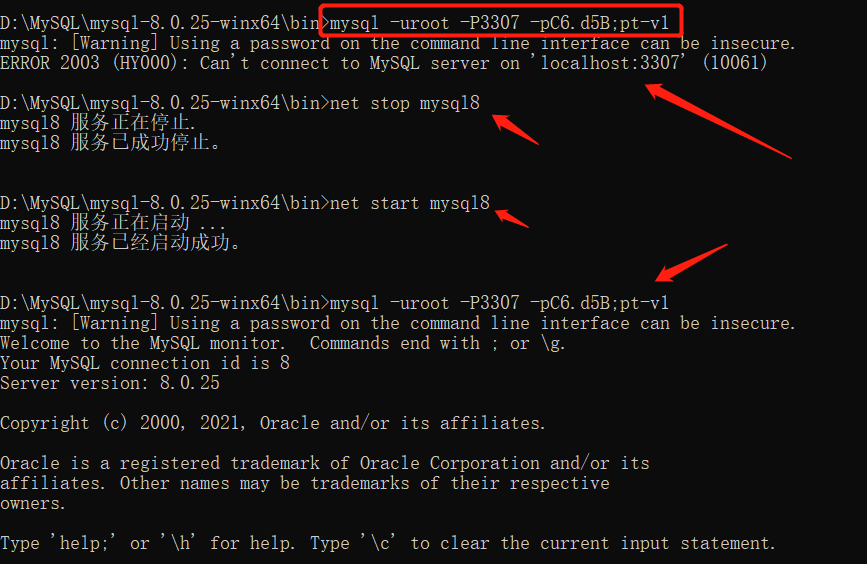 D:\MySQL\mysql-8.0.25-winx64\bin>mysql -uroot -P3307 -pC6.d5B;pt-v1
mysql: [Warning] Using a password on the command line interface can be insecure.
ERROR 2003 (HY000): Can't connect to MySQL server on 'localhost:3307' (10061)
D:\MySQL\mysql-8.0.25-winx64\bin>net stop mysql8
mysql8 服务正在停止.
mysql8 服务已成功停止。
D:\MySQL\mysql-8.0.25-winx64\bin>net start mysql8
mysql8 服务正在启动 ...
mysql8 服务已经启动成功。
D:\MySQL\mysql-8.0.25-winx64\bin>mysql -uroot -P3307 -pC6.d5B;pt-v1
mysql: [Warning] Using a password on the command line interface can be insecure.
Welcome to the MySQL monitor.  Commands end with ; or \g.
Your MySQL connection id is 8
Server version: 8.0.25
Copyright (c) 2000, 2021, Oracle and/or its affiliates.
Oracle is a registered trademark of Oracle Corporation and/or its
affiliates. Other names may be trademarks of their respective
owners.
Type 'help;' or '\h' for help. Type '\c' to clear the current input statement.